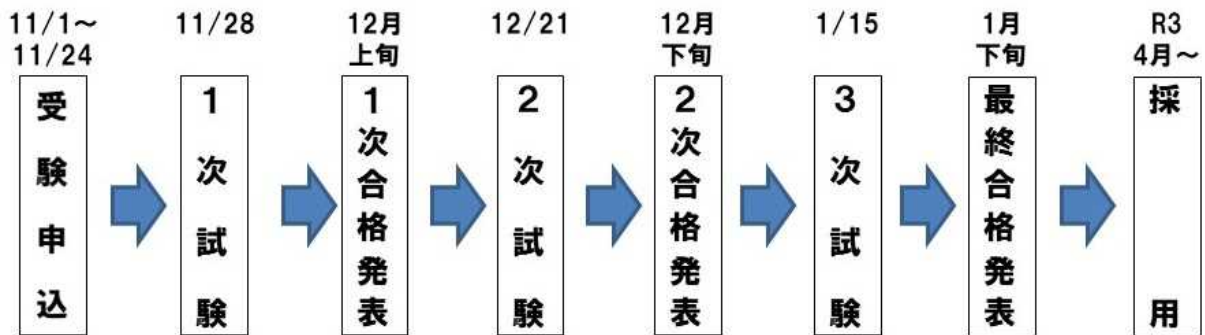 11/1～
11/24
受験申込
11/28
1次試験
12月
上旬
1次合格発表
12/21
2次試験
12月
下旬
2次合格発表
1/15
3次試験
1月
下旬
最終合格発表
R3
4月～
採用